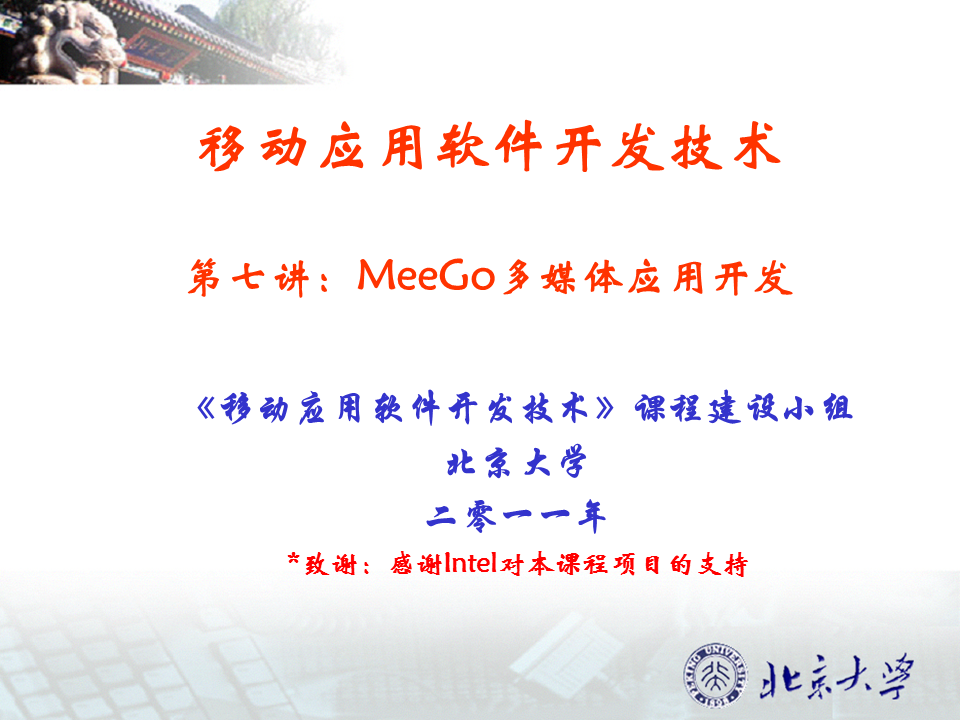 移动应用软件开发技术
第七讲：MeeGo多媒体应用开发
《移动应用软件开发技术》课程建设小组
北京大学
二零一一年
*致谢：感谢Intel对本课程项目的支持
PEKING UNIVERSITY
1898
北京大学